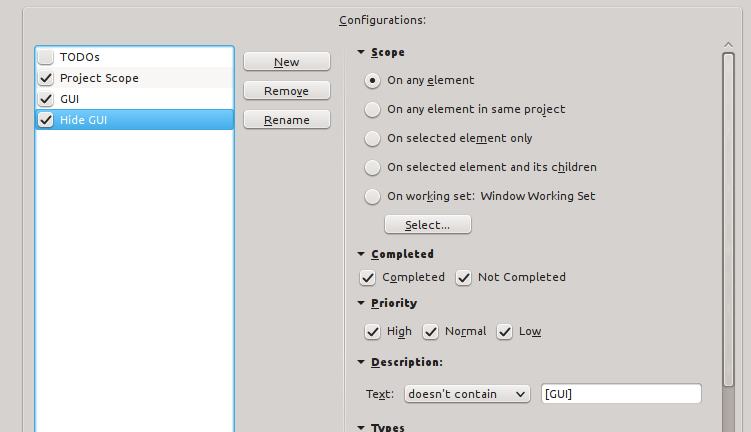 Configurations:
TODOs
Project Scope
GUI
Hide GUI
New
Remove
Rename
Scope
On any element
On any element in same project
On selected element only
On selected element and its children
On working set: Window Working Set
Select...
Completed
Completed Not Completed
Priority
High Normal Low
Description:
Text: doesn't contain [GUI]
Types